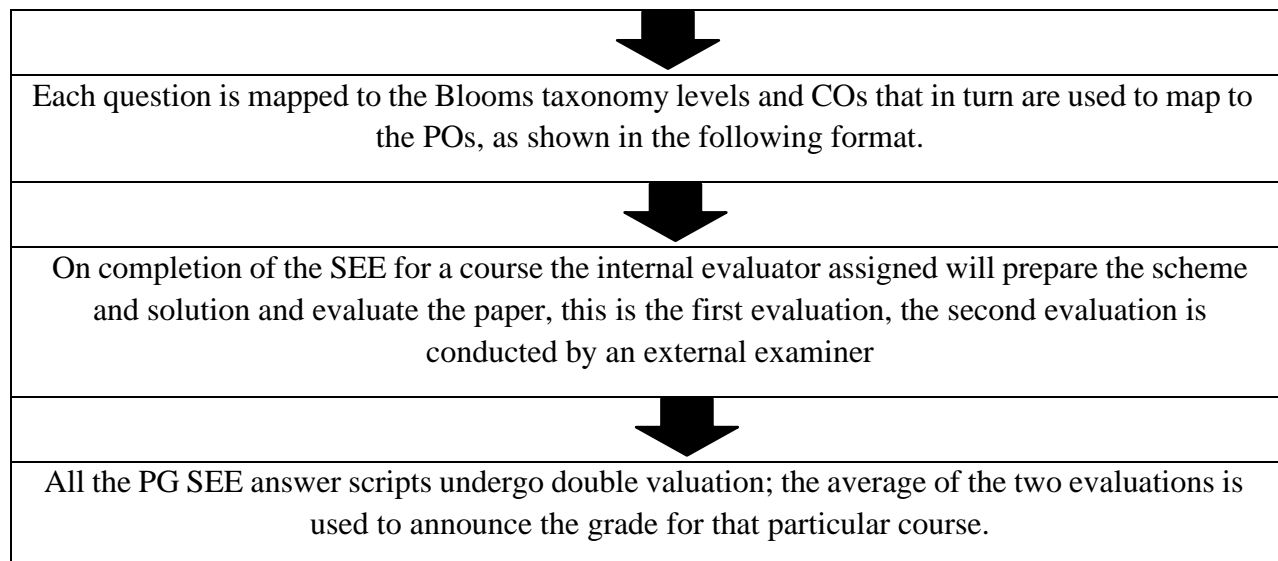 Each question is mapped to the Blooms taxonomy levels and COs that in turn are used to map to
the POs, as shown in the following format.
On completion of the SEE for a course the internal evaluator assigned will prepare the scheme
and solution and evaluate the paper, this is the first evaluation, the second evaluation is
conducted by an external examiner
All the PG SEE answer scripts undergo double valuation; the average of the two evaluations is
used to announce the grade for that particular course.